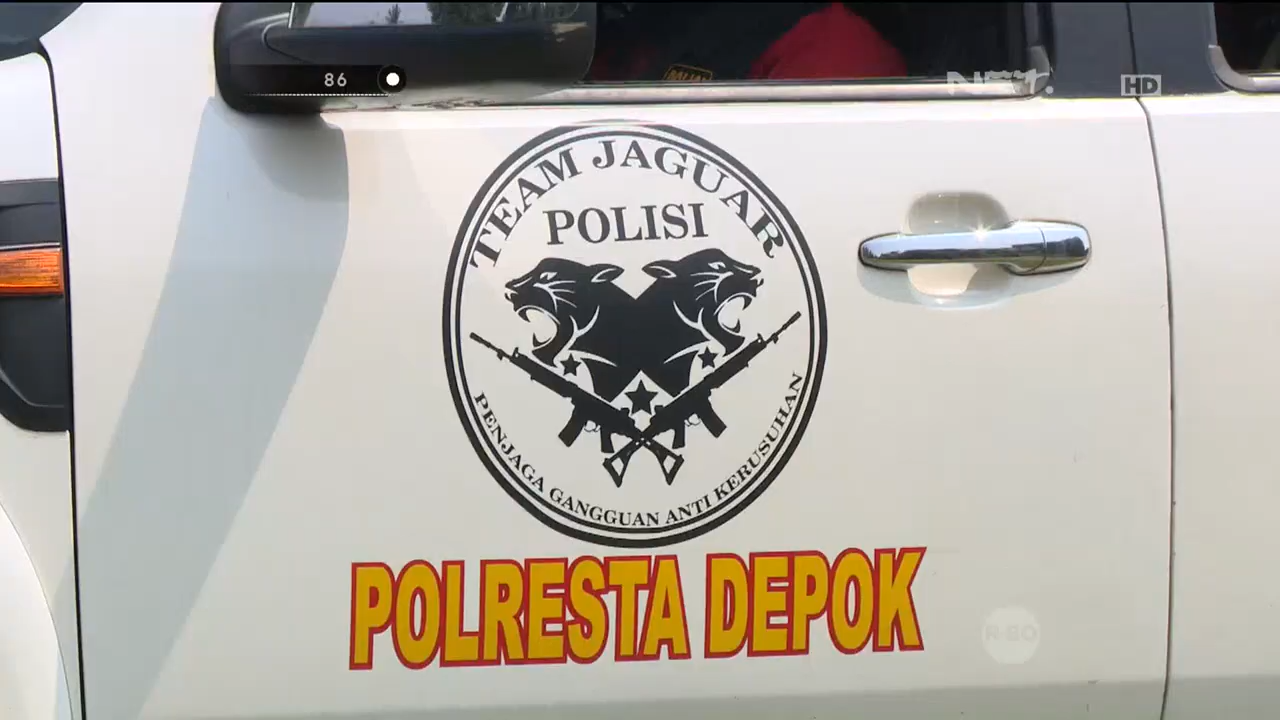 86
NET.
HD
TEAM JAGUAR
POLISI
PENJAGA GANGGUAN ANTI KERUSUHAN
POLRESTA DEPOK